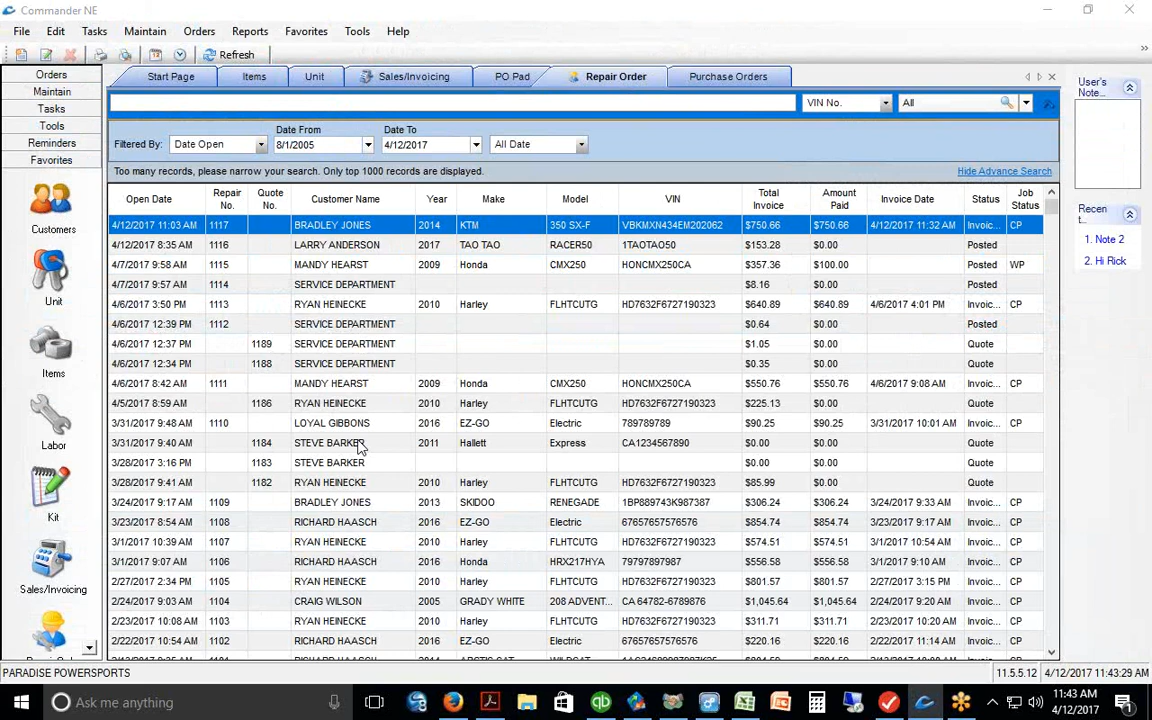 Commander NE
File Edit Tasks Maintain Orders Reports Favorites Tools Help
Refresh
Orders
Maintain
Tasks
Tools
Reminders
Favorites
Customers
Unit
Items
Labor
Kit
Sales/Invoicing
Start Page Items Unit Sales/Invoicing PO Pad Repair Order Purchase Orders
VIN No. All
Filtered By: Date Open Date From 8/1/2005 Date To 4/12/2017 All Date
Too many records, please narrow your search. Only top 1000 records are displayed. Hide Advance Search
Open Date Repair No. Quote No. Customer Name Year Make Model VIN Total Invoice Amount Paid Invoice Date Status Job Status
4/12/2017 11:03 AM 1117 BRADLEY JONES 2014 KTM 350 SX-F VBKMXN434EM202062 $750.66 $750.66 4/12/2017 11:32 AM Invoic... CP
4/12/2017 8:35 AM 1116 LARRY ANDERSON 2017 TAO TAO RACER50 1TAOTAO50 $153.28 $0.00 Posted
4/7/2017 9:58 AM 1115 MANDY HEARST 2009 Honda CMX250 HONCMX250CA $357.36 $100.00 Posted WP
4/7/2017 9:57 AM 1114 SERVICE DEPARTMENT $8.16 $0.00 Posted
4/6/2017 3:50 PM 1113 RYAN HEINECKE 2010 Harley FLHTCUTG HD7632F6727190323 $640.89 $640.89 4/6/2017 4:01 PM Invoic... CP
4/6/2017 12:39 PM 1112 SERVICE DEPARTMENT $0.64 $0.00 Posted
4/6/2017 12:37 PM 1189 SERVICE DEPARTMENT $1.05 $0.00 Quote
4/6/2017 12:34 PM 1188 SERVICE DEPARTMENT $0.35 $0.00 Quote
4/6/2017 8:42 AM 1111 MANDY HEARST 2009 Honda CMX250 HONCMX250CA $550.76 $550.76 4/6/2017 9:08 AM Invoic... CP
4/5/2017 8:59 AM 1186 RYAN HEINECKE 2010 Harley FLHTCUTG HD7632F6727190323 $225.13 $0.00 Quote
3/31/2017 9:48 AM 1110 LOYAL GIBBONS 2016 EZ-GO Electric 789789789 $90.25 $90.25 3/31/2017 10:01 AM Invoic... CP
3/31/2017 9:40 AM 1184 STEVE BARKER 2011 Hallett Express CA1234567890 $0.00 $0.00 Quote
3/28/2017 3:16 PM 1183 STEVE BARKER $0.00 $0.00 Quote
3/28/2017 9:41 AM 1182 RYAN HEINECKE 2010 Harley FLHTCUTG HD7632F6727190323 $85.99 $0.00 Quote
3/24/2017 9:17 AM 1109 BRADLEY JONES 2013 SKIDOO RENEGADE 1BP889743K987387 $306.24 $306.24 3/24/2017 9:33 AM Invoic... CP
3/23/2017 8:54 AM 1108 RICHARD HAASCH 2016 EZ-GO Electric 67657657576576 $854.74 $854.74 3/23/2017 9:17 AM Invoic... CP
3/1/2017 10:39 AM 1107 RYAN HEINECKE 2010 Harley FLHTCUTG HD7632F6727190323 $574.51 $574.51 3/1/2017 10:54 AM Invoic... CP
3/1/2017 9:07 AM 1106 RICHARD HAASCH 2016 Honda HRX217HYA 79797897987 $556.58 $556.58 3/1/2017 9:10 AM Invoic... CP
2/27/2017 2:34 PM 1105 RYAN HEINECKE 2010 Harley FLHTCUTG HD7632F6727190323 $801.57 $801.57 2/27/2017 3:15 PM Invoic... CP
2/24/2017 9:03 AM 1104 CRAIG WILSON 2005 GRADY WHITE 208 ADVENT... CA 64782-6789876 $1,045.64 $1,045.64 2/24/2017 9:20 AM Invoic... CP
2/23/2017 10:08 AM 1103 RYAN HEINECKE 2010 Harley FLHTCUTG HD7632F6727190323 $311.71 $311.71 2/23/2017 10:20 AM Invoic... CP
2/22/2017 10:54 AM 1102 RICHARD HAASCH 2016 EZ-GO Electric 67657657576576 $220.16 $220.16 2/22/2017 11:14 AM Invoic... CP
User's Note...
Recent t...
1. Note 2
2. Hi Rick
PARADISE POWERSPORTS 11.5.5.12 4/12/2017 11:43:29 AM
Ask me anything
11:43 AM
4/12/2017
1